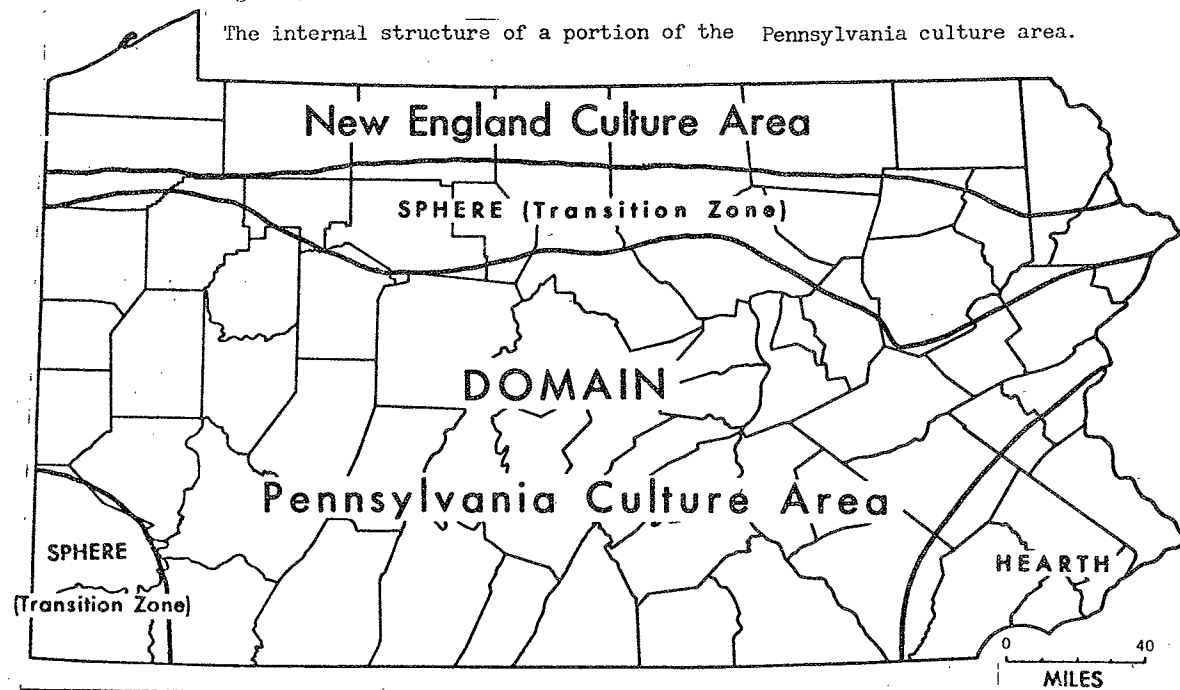 The internal structure of a portion of the Pennsylvania culture area.
New England Culture Area
SPHERE (Transition Zone)
DOMAIN
Pennsylvania Culture Area
SPHERE
(Transition Zone)
HEARTH
0 40
MILES